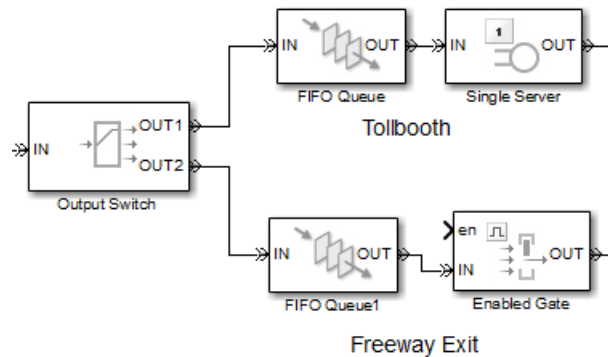 IN
OUT
FIFO Queue
IN
1
OUT
Single Server
Tollbooth
IN
OUT1
OUT2
Output Switch
IN
OUT
FIFO Queue1
en
IN
OUT
Enabled Gate
Freeway Exit